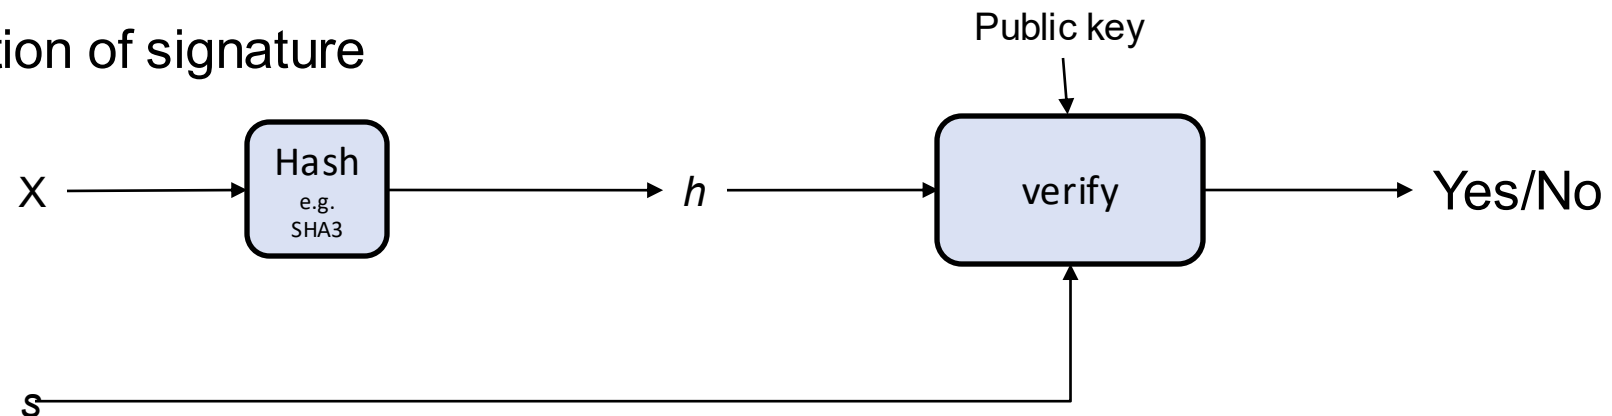 Public key
tion of signature
X
Hash
e.g.
SHA3
h
verify
Yes/No
s